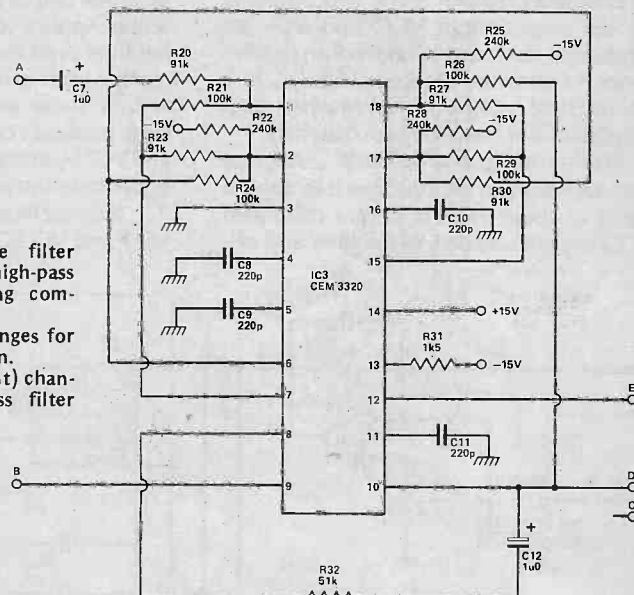 A
+
C7
1u0
R20
91k
R21
100k
R22
240k
–15V
R23
91k
R24
100k
1
2
3
4
5
6
7
8
9
C8
220p
C9
220p
IC3
CEM 3320
18
17
16
15
14
13
12
11
10
R25
240k
–15V
R26
100k
R27
91k
R28
240k
–15V
R29
100k
R30
91k
C10
220p
+15V
R31
1k5
–15V
E
C11
220p
D
+
C12
1u0
B
R32
51k
e filter
high-pass
ng com-
nges for
n.
t) chan-
ss filter